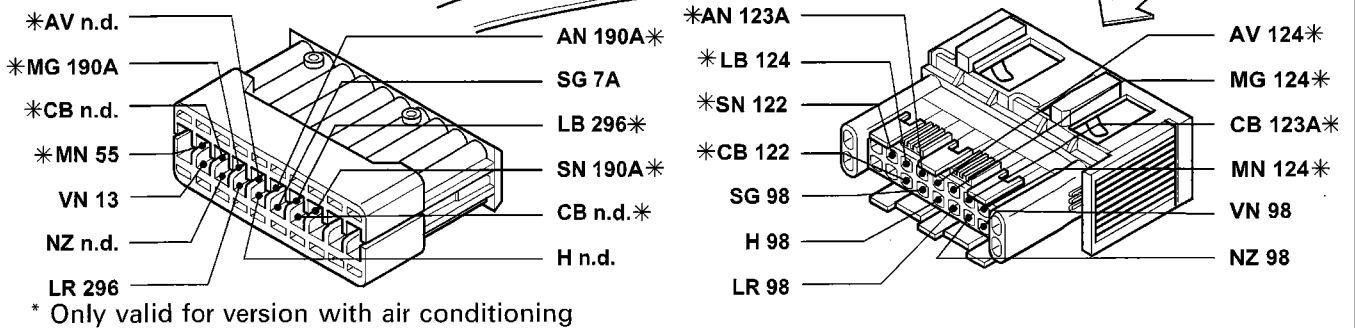 *AV n.d.
*MG 190A
*CB n.d.
*MN 55
VN 13
NZ n.d.
LR 296
AN 190A*
SG 7A
LB 296*
SN 190A*
CB n.d.*
H n.d.
*AN 123A
*LB 124
*SN 122
*CB 122
SG 98
H 98
LR 98
AV 124*
MG 124*
CB 123A*
MN 124*
VN 98
NZ 98
* Only valid for version with air conditioning